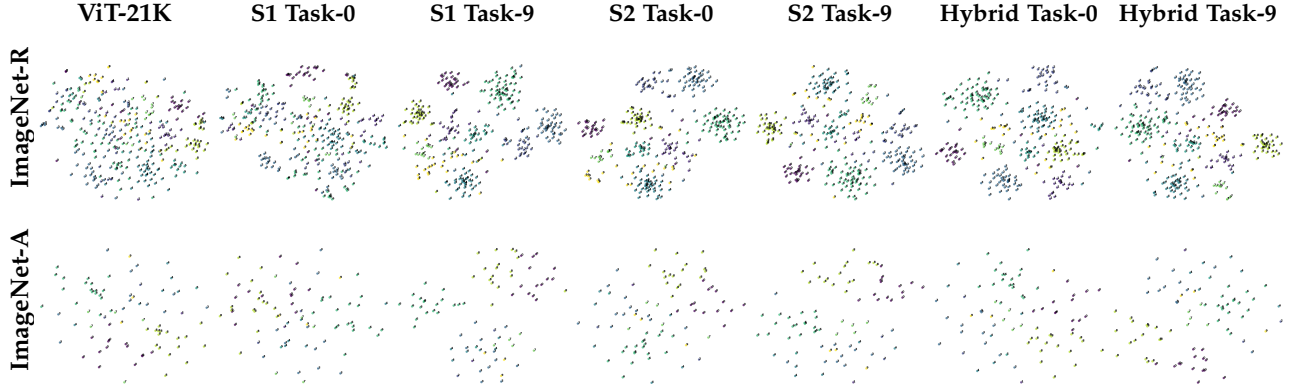 ViT-21K S1 Task-0 S1 Task-9 S2 Task-0 S2 Task-9 Hybrid Task-0 Hybrid Task-9
ImageNet-R
ImageNet-A